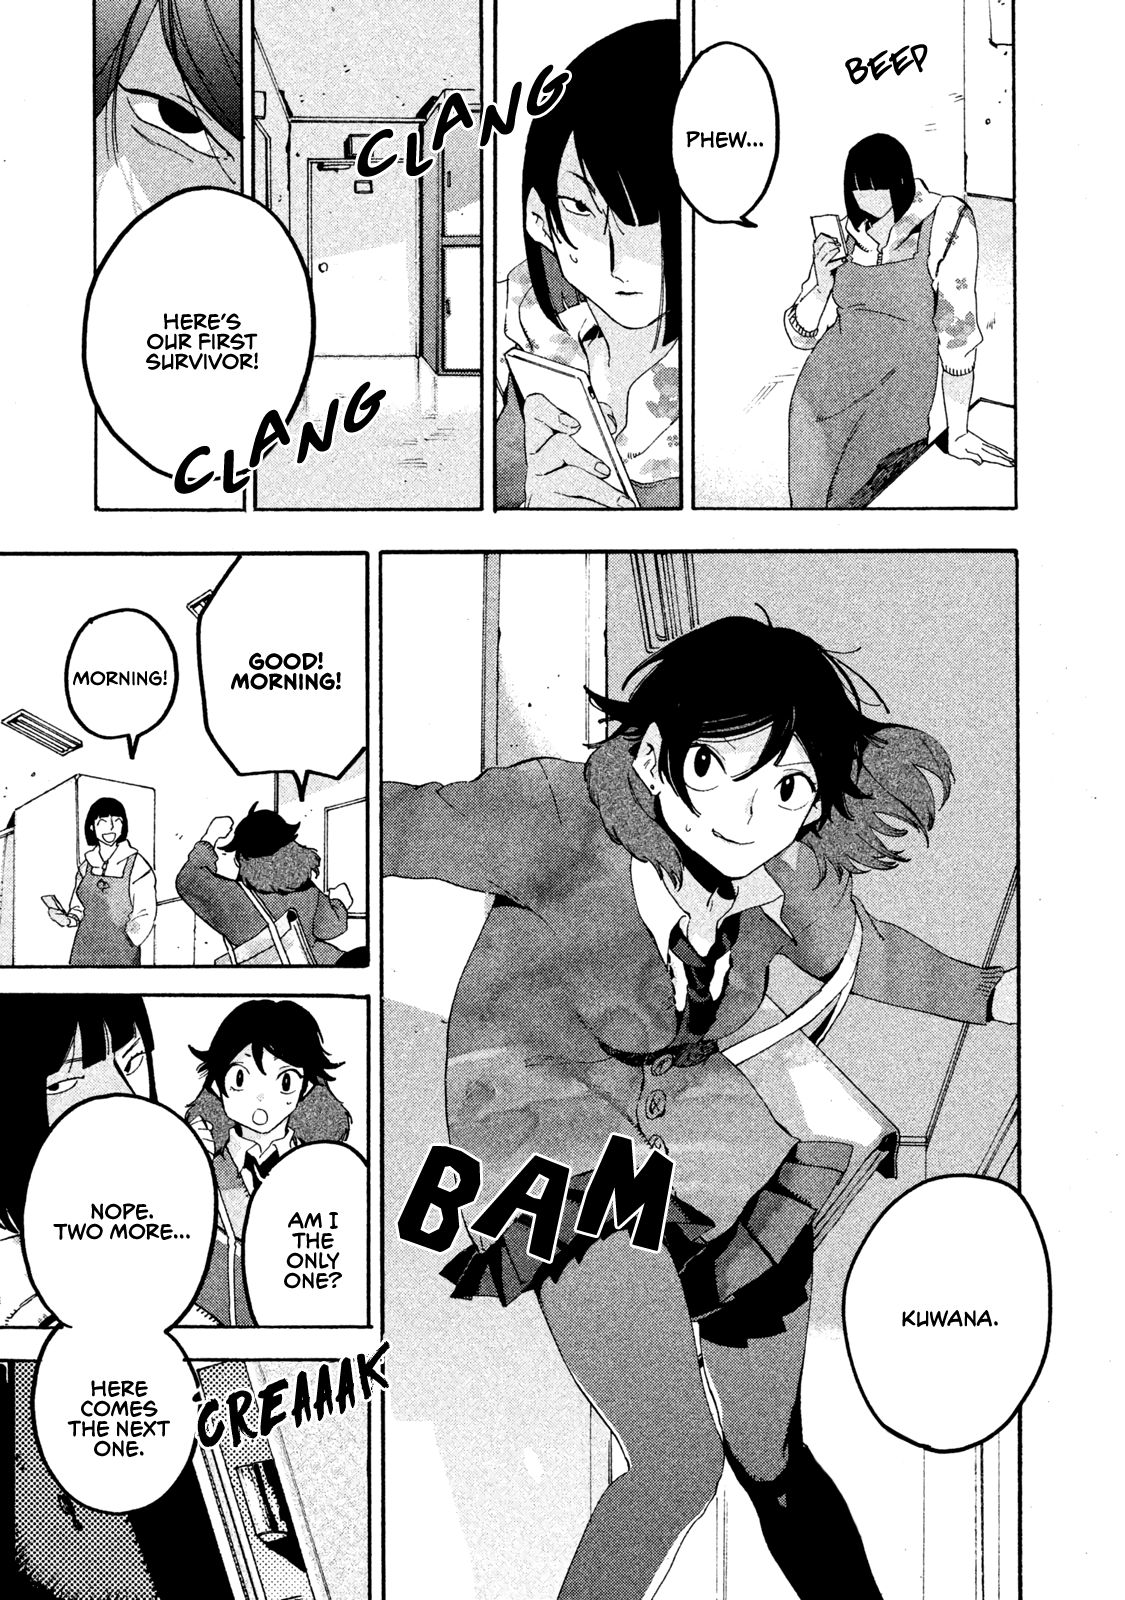 BEEP
PHEW...
CLANG
CLANG
HERE'S
OUR FIRST
SURVIVOR!
BAM
KUWANA.
GOOD!
MORNING!
MORNING!
AM I
THE
ONLY
ONE?
NOPE.
TWO MORE...
CREAAAK
HERE
COMES
THE NEXT
ONE.